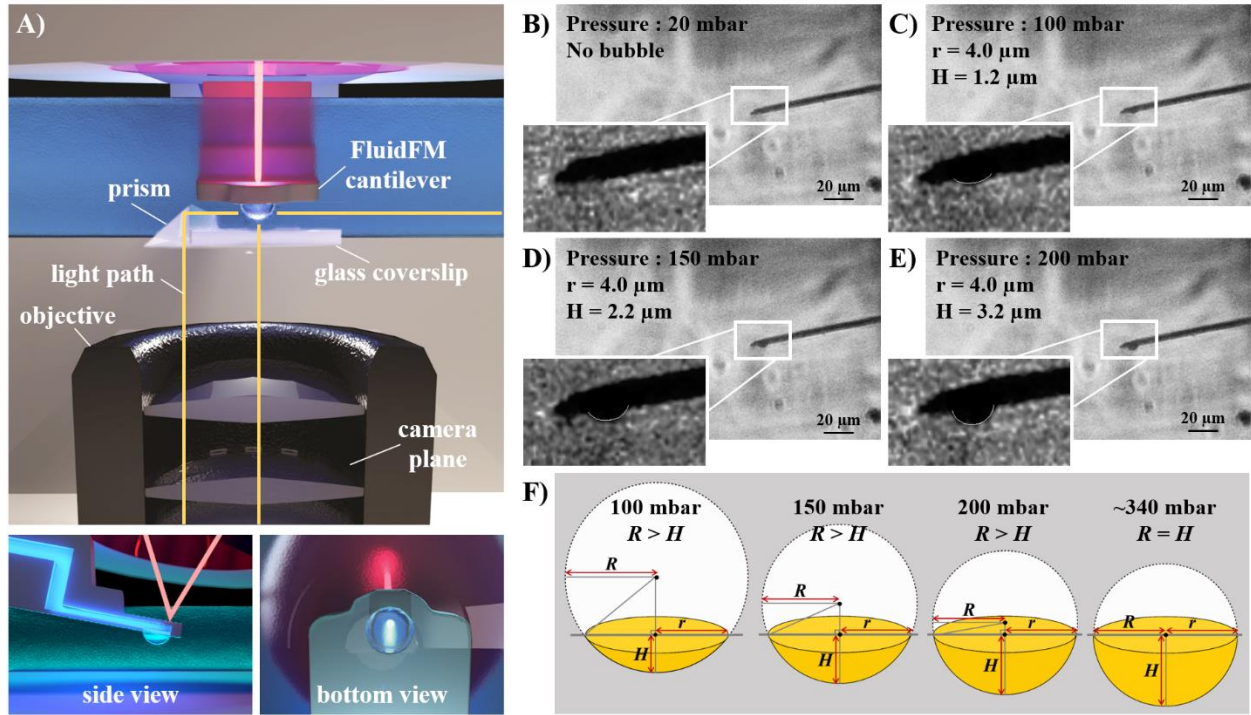 A)
FluidFM
cantilever
prism
glass coverslip
light path
objective
camera
plane
side view
bottom view
B)
Pressure : 20 mbar
No bubble
20 µm
C)
Pressure : 100 mbar
r = 4.0 µm
H = 1.2 µm
20 µm
D)
Pressure : 150 mbar
r = 4.0 µm
H = 2.2 µm
20 µm
E)
Pressure : 200 mbar
r = 4.0 µm
H = 3.2 µm
20 µm
F)
100 mbar
R > H
R
r
H
150 mbar
R > H
R
r
H
200 mbar
R > H
R
r
H
~340 mbar
R = H
R
r
H